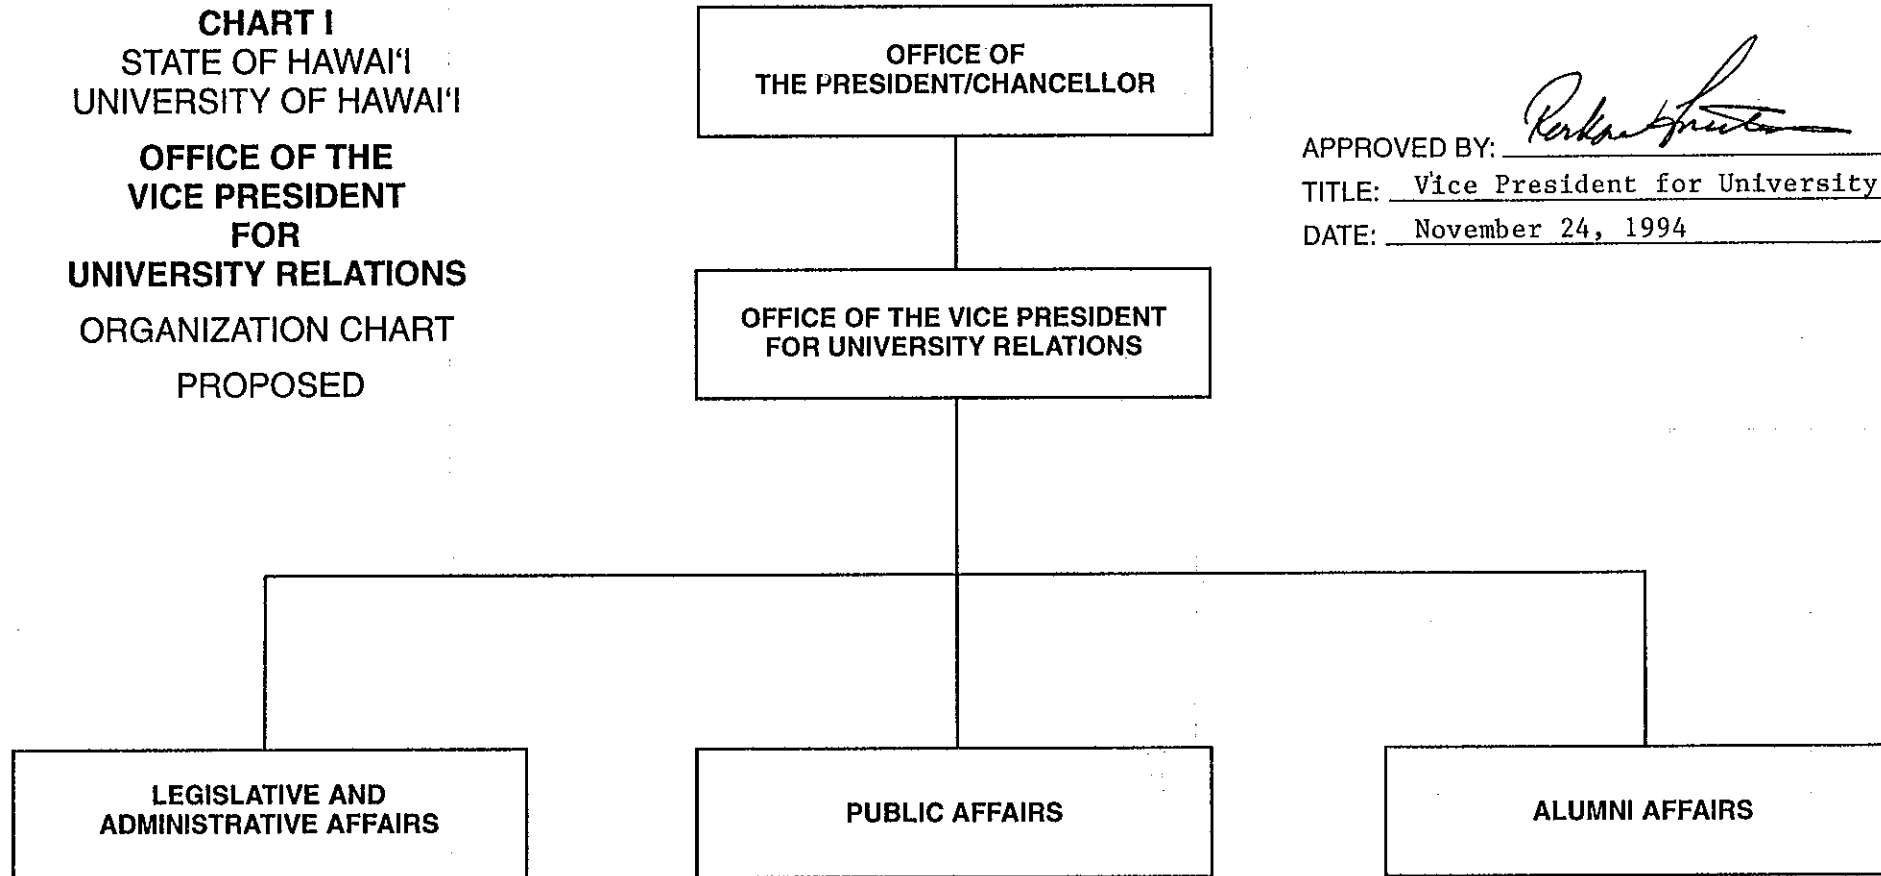 CHART I
STATE OF HAWAI‘I
UNIVERSITY OF HAWAI‘I
OFFICE OF THE
VICE PRESIDENT
FOR
UNIVERSITY RELATIONS
ORGANIZATION CHART
PROPOSED
OFFICE OF
THE PRESIDENT/CHANCELLOR
APPROVED BY:
TITLE: Vice President for University
DATE: November 24, 1994
OFFICE OF THE VICE PRESIDENT
FOR UNIVERSITY RELATIONS
LEGISLATIVE AND
ADMINISTRATIVE AFFAIRS
PUBLIC AFFAIRS
ALUMNI AFFAIRS